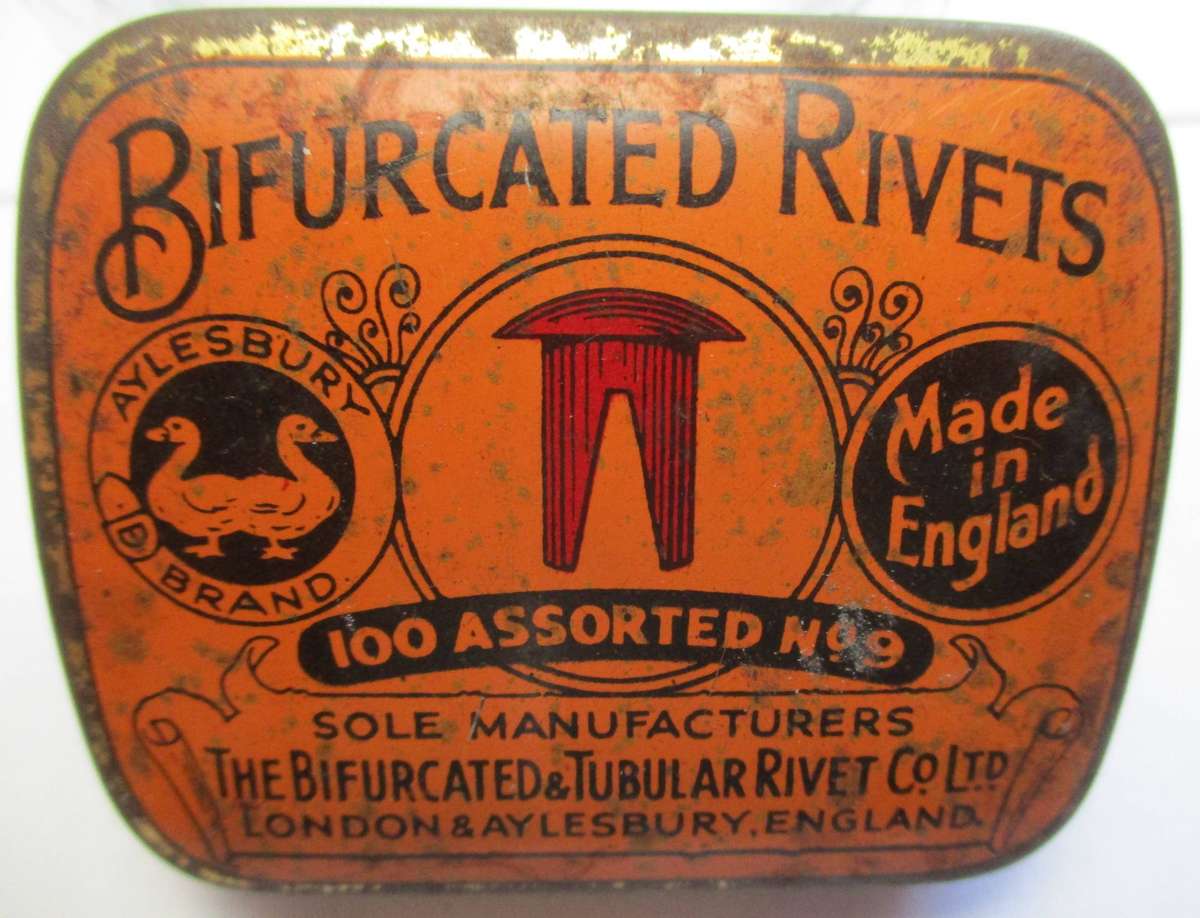 BIFURCATED RIVETS
AYLESBURY
D
BRAND
Made
in
England
100 ASSORTED No 9
SOLE MANUFACTURERS
THE BIFURCATED & TUBULAR RIVET Co LTD
LONDON & AYLESBURY, ENGLAND.